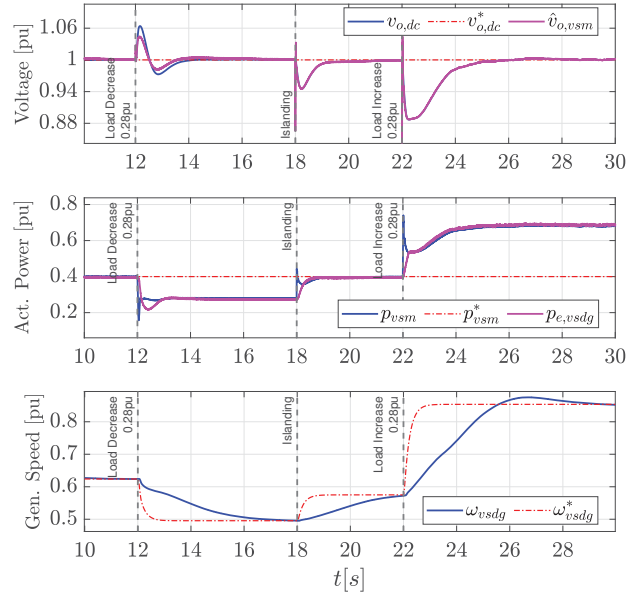 v_{o,dc} v^*_{o,dc} \hat{v}_{o,vsm}
Voltage [pu]
1.06
1
0.94
0.88
Load Decrease
0.28pu
Islanding
Load Increase
0.28pu
10 12 14 16 18 20 22 24 26 28 30
Act. Power [pu]
0.8
0.6
0.4
0.2
Load Decrease
0.28pu
Islanding
Load Increase
0.28pu
p_{vsm} p^*_{vsm} p_{e,vsdg}
10 12 14 16 18 20 22 24 26 28 30
Gen. Speed [pu]
0.8
0.7
0.6
0.5
Load Decrease
0.28pu
Islanding
Load Increase
0.28pu
ω_{vsdg} ω^*_{vsdg}
10 12 14 16 18 20 22 24 26 28
t[s]